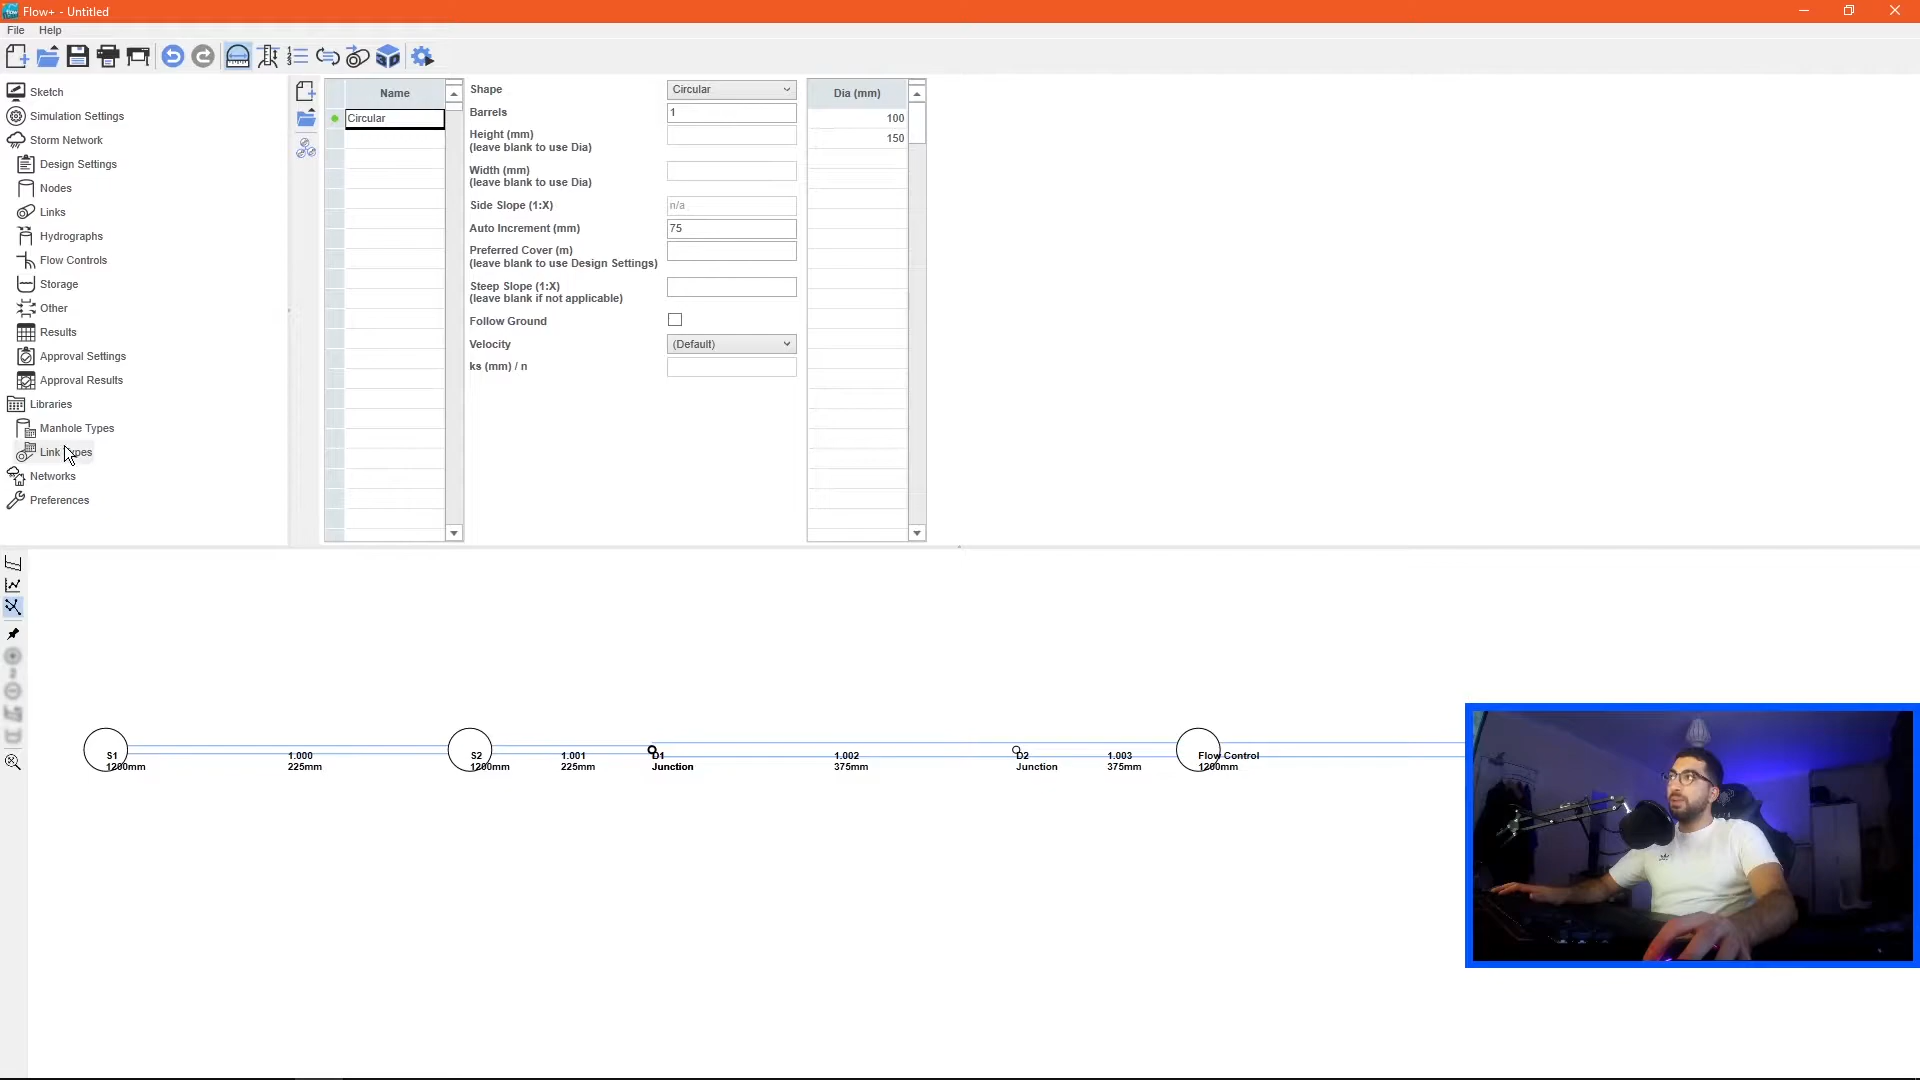 Flow+ - Untitled
File Help
Sketch
Simulation Settings
Storm Network
Design Settings
Nodes
Links
Hydrographs
Flow Controls
Storage
Other
Results
Approval Settings
Approval Results
Libraries
Manhole Types
Link
Networks
Preferences
Name
Circular
Shape
Circular
Barrels
1
Height (mm)
(leave blank to use Dia)
Width (mm)
(leave blank to use Dia)
Side Slope (1:X)
n/a
Auto Increment (mm)
75
Preferred Cover (m)
(leave blank to use Design Settings)
Steep Slope (1:X)
(leave blank if not applicable)
Follow Ground
Velocity
(Default)
ks (mm) / n
Dia (mm)
100
150
S1
1200mm
1.000
225mm
S2
1200mm
1.001
225mm
D1
Junction
1.002
375mm
D2
Junction
1.003
375mm
Flow Control
1200mm